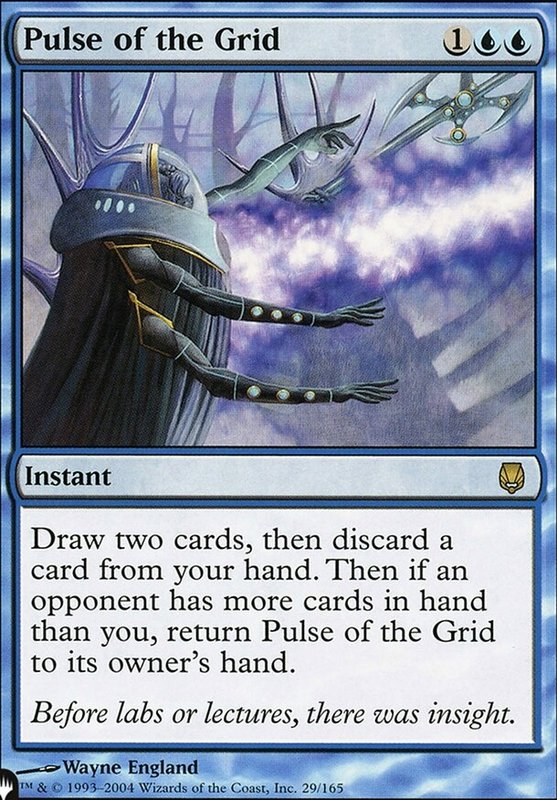 Pulse of the Grid
1
Instant
Draw two cards, then discard a
card from your hand. Then if an
opponent has more cards in hand
than you, return Pulse of the Grid
to its owner's hand.
Before labs or lectures, there was insight.
Wayne England
™ & © 1993–2004 Wizards of the Coast, Inc. 29/165